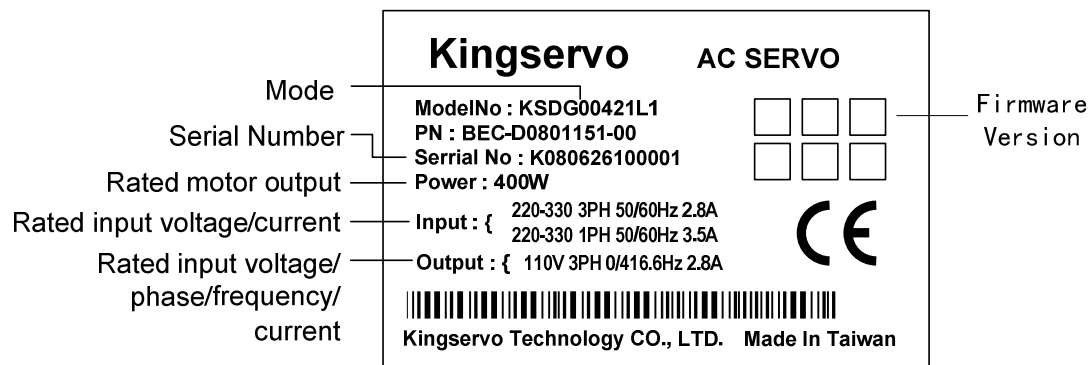 Kingservo AC SERVO
Mode
ModelNo : KSDG00421L1
PN : BEC-D0801151-00
Serial Number
Serrial No : K080626100001
Rated motor output
Power : 400W
Rated input voltage/current
Input : {
220-330 3PH 50/60Hz 2.8A
220-330 1PH 50/60Hz 3.5A
Rated input voltage/
phase/frequency/
current
Output : { 110V 3PH 0/416.6Hz 2.8A
Firmware
Version
CE
Kingservo Technology CO., LTD. Made In Taiwan